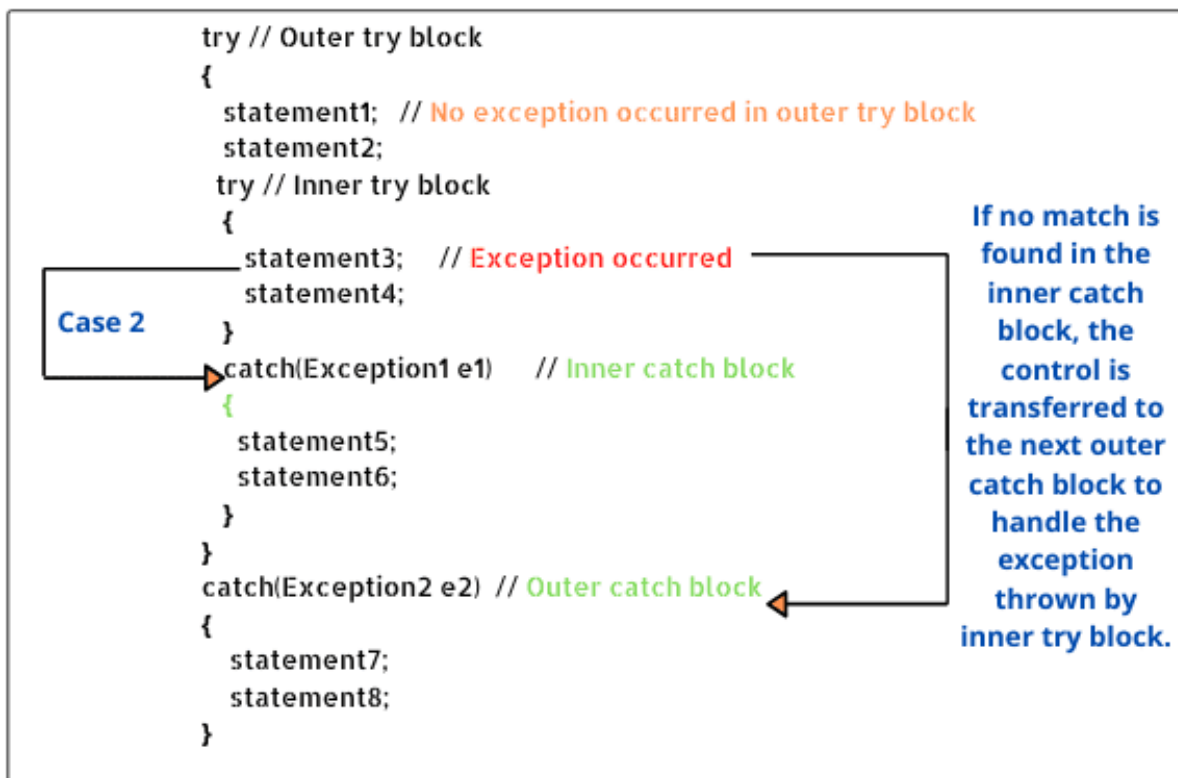 try // Outer try block
{
statement1; // No exception occurred in outer try block
statement2;
try // Inner try block
{
statement3; // Exception occurred
statement4;
}
catch(Exception1 e1) // Inner catch block
{
statement5;
statement6;
}
}
catch(Exception2 e2) // Outer catch block
{
statement7;
statement8;
}
Case 2
If no match is
found in the
inner catch
block, the
control is
transferred to
the next outer
catch block to
handle the
exception
thrown by
inner try block.